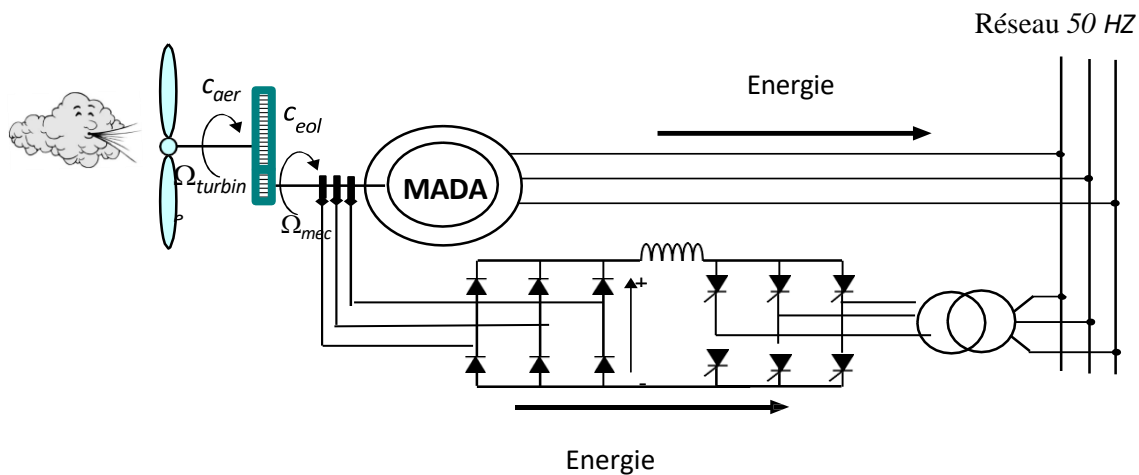 Réseau 50 HZ
Energie
c_aer
c_eol
Ω_turbin
e
MADA
Ω_mec
+
-
Energie